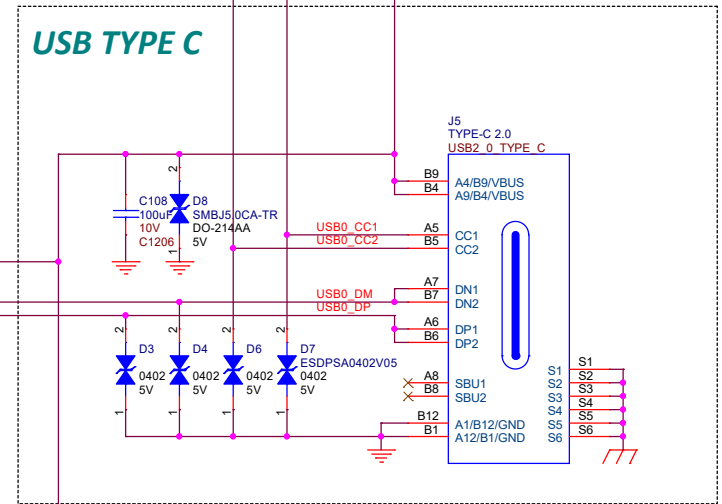 USB TYPE C
J5
TYPE-C 2.0
USB2_0_TYPE_C
B9
A4/B9/VBUS
B4
A9/B4/VBUS
2
2
C108
100uF
10V
C1206
D8
SMBJ5.0CA-TR
DO-214AA
5V
1
USB0_CC1
A5
CC1
USB0_CC2
B5
CC2
USB0_DM
A7
DN1
B7
DN2
USB0_DP
A6
DP1
B6
DP2
2
2
2
2
D3
0402
5V
D4
0402
5V
D6
0402
5V
D7
ESDPSA0402V05
0402
5V
1
1
1
1
A8
SBU1
B8
SBU2
B12
A1/B12/GND
B1
A12/B1/GND
S1
S1
S2
S2
S3
S3
S4
S4
S5
S5
S6
S6